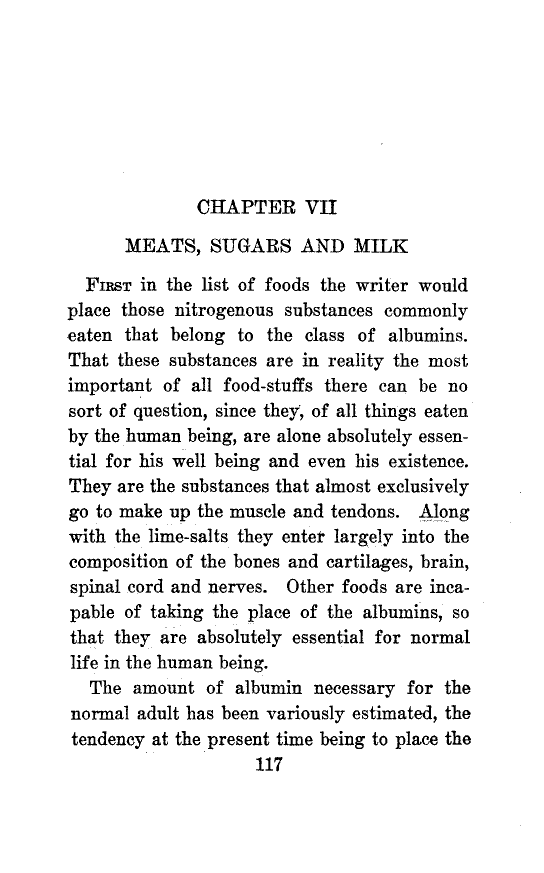 CHAPTER VII
MEATS, SUGARS AND MILK
FIRST in the list of foods the writer would
place those nitrogenous substances commonly
eaten that belong to the class of albumins.
That these substances are in reality the most
important of all food-stuffs there can be no
sort of question, since they, of all things eaten
by the human being, are alone absolutely essen-
tial for his well being and even his existence.
They are the substances that almost exclusively
go to make up the muscle and tendons. Along
with the lime-salts they enter largely into the
composition of the bones and cartilages, brain,
spinal cord and nerves. Other foods are inca-
pable of taking the place of the albumins, so
that they are absolutely essential for normal
life in the human being.
The amount of albumin necessary for the
normal adult has been variously estimated, the
tendency at the present time being to place the
117